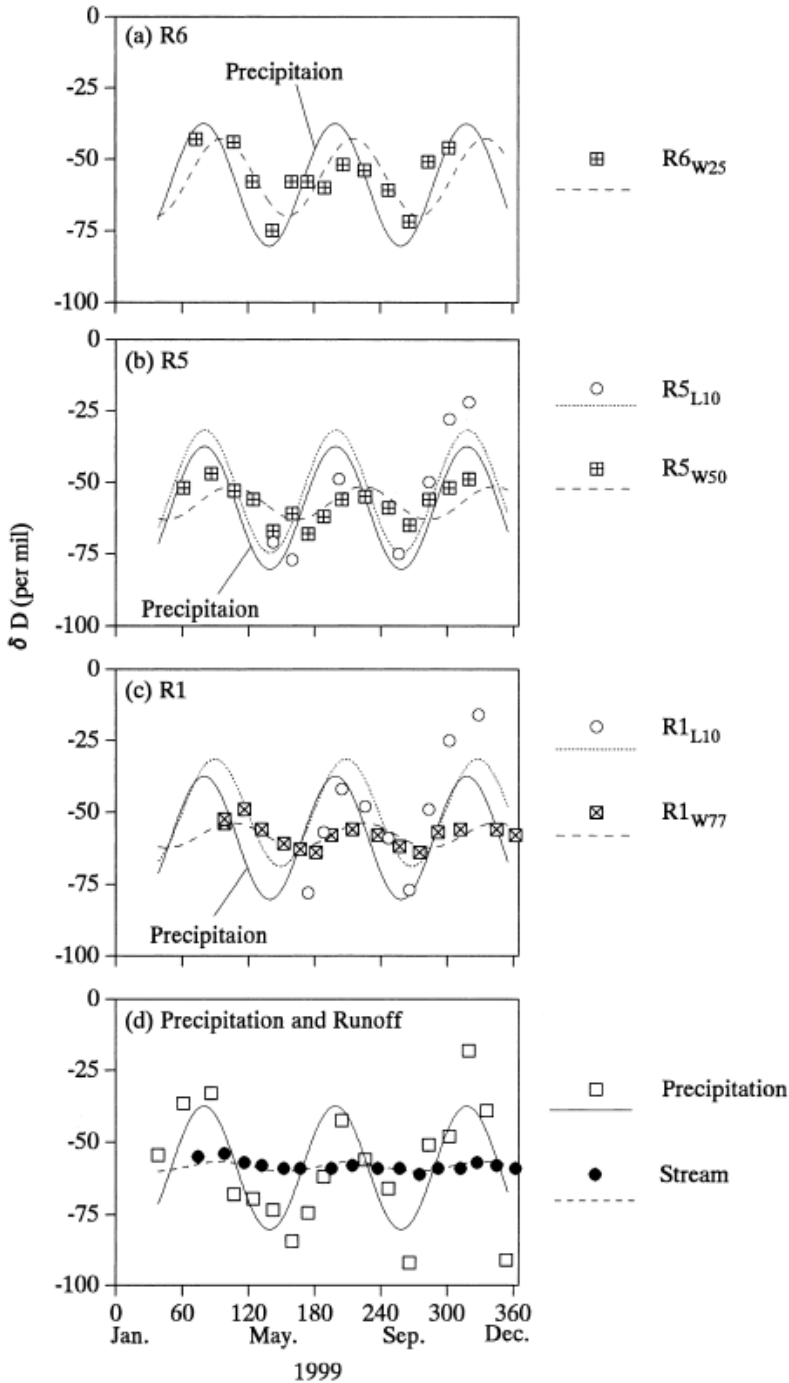 0
(a) R6
Precipitaion
-25
-50
-75
-100
R6W25
0
(b) R5
-25
-50
-75
Precipitaion
-100
R5L10
R5W50
δ D (per mil)
0
(c) R1
-25
-50
-75
Precipitaion
-100
R1L10
R1W77
0
(d) Precipitation and Runoff
-25
-50
-75
-100
Precipitation
Stream
0 60 120 180 240 300 360
Jan. May. Sep. Dec.
1999